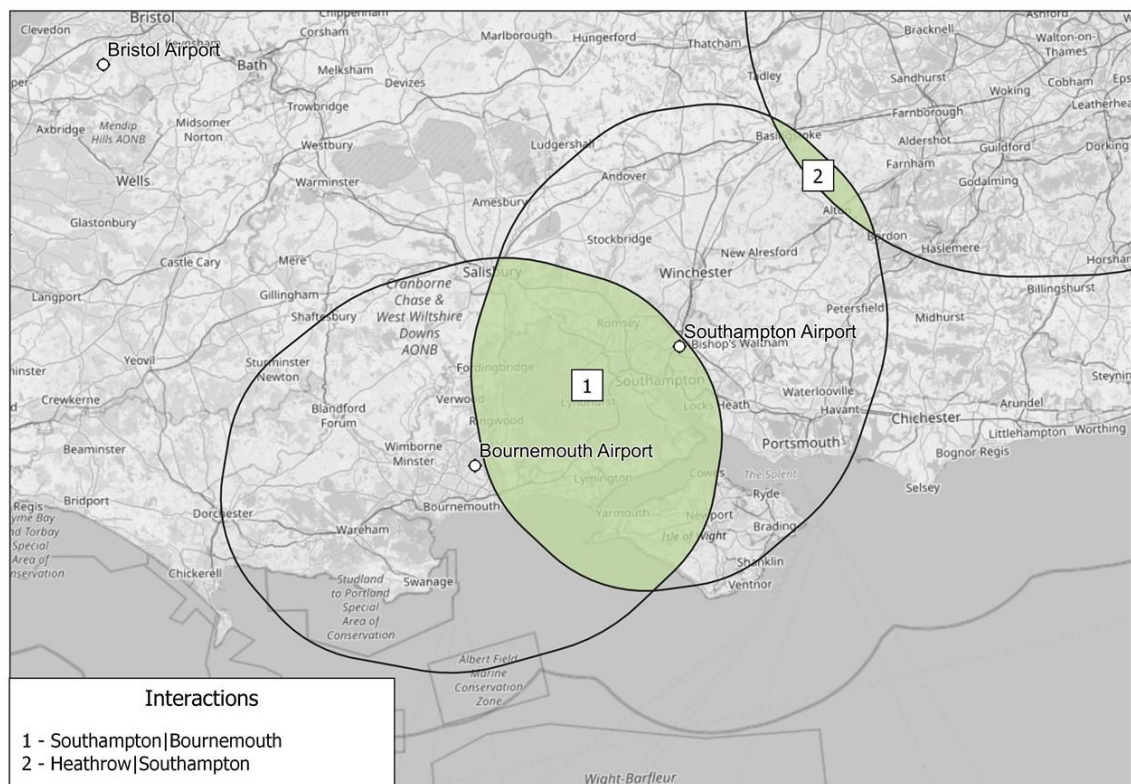 Clevedon
Bristol
Chippenham
Bristol Airport
Keynsham
Corsham
Bath
Melksham
Devizes
Marlborough
Hungerford
Thatcham
Tadley
Bracknell
Ashford
Walton-on-
Thames
Sandhurst
Cobham
Woking
Farnborough
Leatherhead
Axbridge
Mendip
Hills AONB
Midsomer
Norton
Trowbridge
Westbury
Ludgershall
Basingstoke
Aldershot
Guildford
Dorking
Farnham
Godalming
Wells
Warminster
Andover
2
Amesbury
Glastonbury
Stockbridge
New Alresford
Bordon
Haslemere
Horsham
Castle Cary
Mere
Salisbury
Winchester
Billingshurst
Langport
Gillingham
Shaftesbury
Cranborne
Chase &
West Wiltshire
Downs
AONB
Petersfield
Midhurst
Romsey
Southampton Airport
Bishop's Waltham
Yeovil
Sturminster
Newton
Fordingbridge
1
Southampton
Lyndhurst
Waterlooville
Steyning
Crewkerne
Blandford
Forum
Verwood
Ringwood
Locks Heath
Havant
Chichester
Arundel
Littlehampton
Worthing
Beaminster
Wimborne
Minster
Bournemouth Airport
Portsmouth
Bognor Regis
Lymington
Cowes
The Solent
Selsey
Regis
Bridport
Dorchester
Bournemouth
Yarmouth
Newport
Ryde
Brading
Wareham
Isle of Wight
Shanklin
Ventnor
Chickerell
Swanage
Special
Area of
Conservation
Studland
to Portland
Special
Area of
Conservation
Albert Field
Marine
Conservation
Zone
Wight-Barfleur
Interactions
1 - Southampton|Bournemouth
2 - Heathrow|Southampton